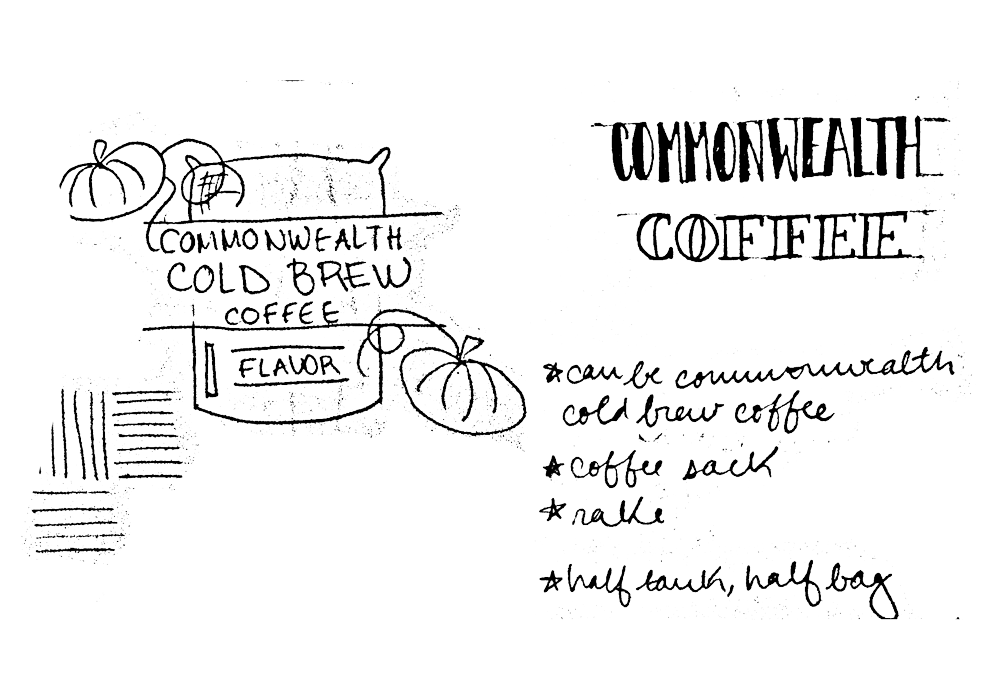 COMMONWEALTH
COLD BREW
COFFEE
FLAVOR
COMMONWEALTH
COFFEE
*can be commonwealth
cold brew coffee
*coffee sack
*rake
*half tank, half bag